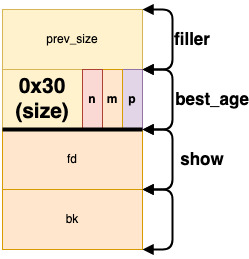 prev_size
filler
0x30
(size)
n
m
p
best_age
fd
show
bk